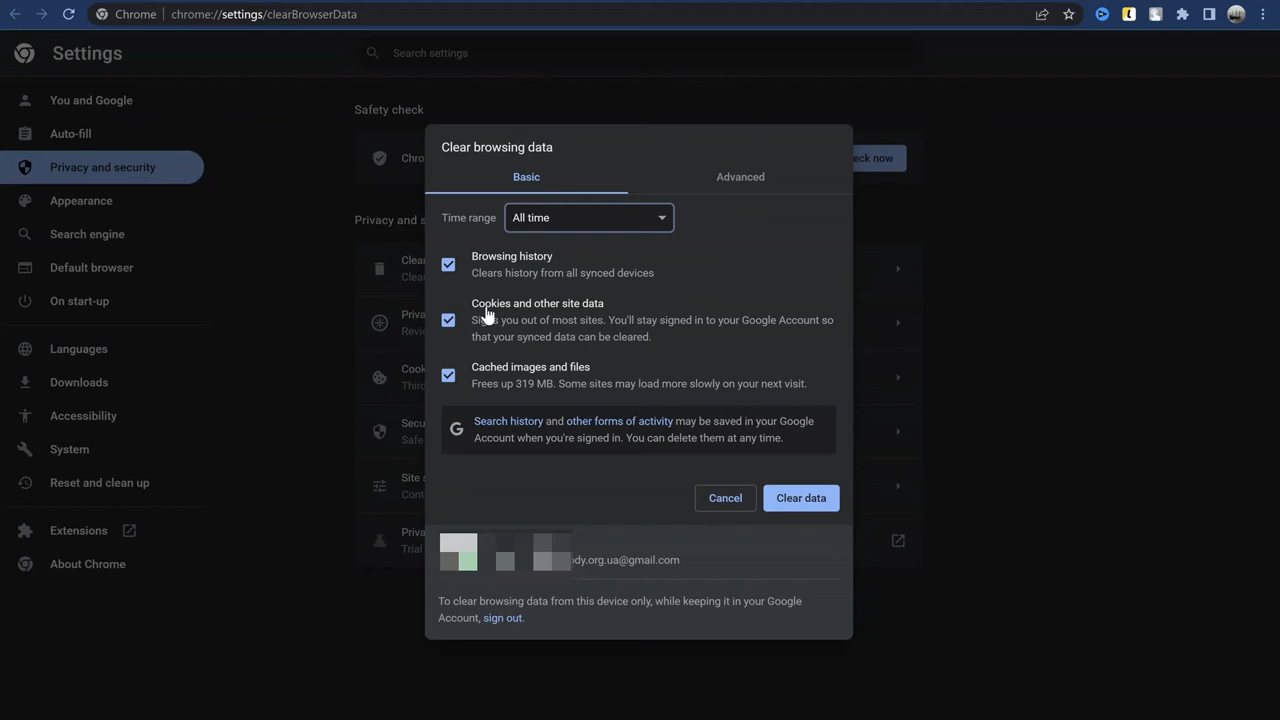 Chrome
chrome://settings/clearBrowserData
Settings
Search settings
You and Google
Auto-fill
Privacy and security
Appearance
Search engine
Default browser
On start-up
Languages
Downloads
Accessibility
System
Reset and clean up
Extensions
About Chrome
Safety check
Clear browsing data
Basic
Advanced
Time range
All time
Browsing history
Clears history from all synced devices
Cookies and other site data
you out of most sites. You'll stay signed in to your Google Account so
that your synced data can be cleared.
Cached images and files
Frees up 319 MB. Some sites may load more slowly on your next visit.
Search history and other forms of activity may be saved in your Google
Account when you're signed in. You can delete them at any time.
Cancel
Clear data
dy.org.ua@gmail.com
To clear browsing data from this device only, while keeping it in your Google
Account, sign out.